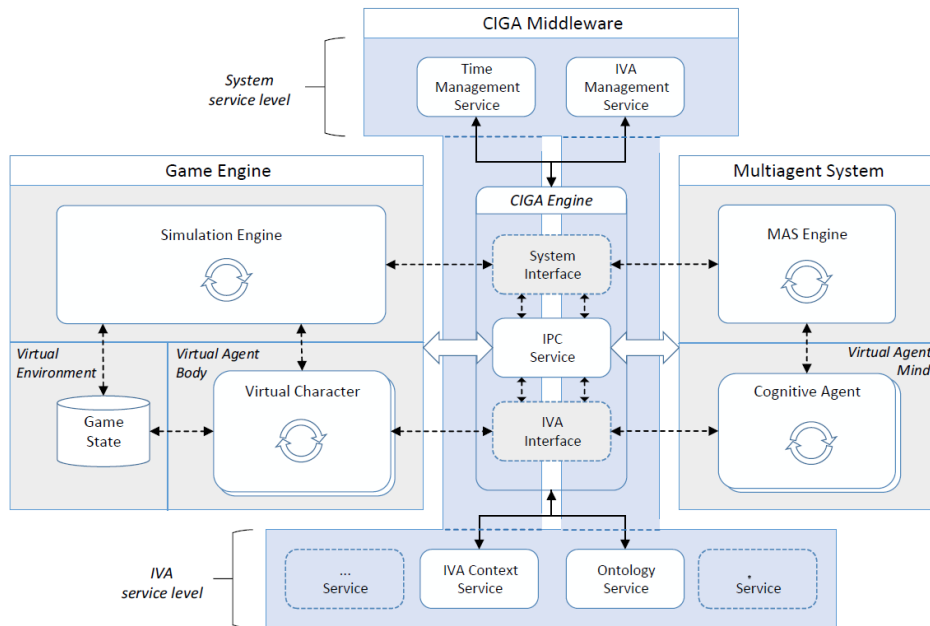 CIGA Middleware
System
service level
Time
Management
Service
IVA
Management
Service
Game Engine
Multiagent System
CIGA Engine
Simulation Engine
System
Interface
MAS Engine
IPC
Service
Virtual
Environment
Virtual Agent
Body
Virtual Agent
Mind
Virtual Character
Cognitive Agent
Game
State
IVA
Interface
IVA
service level
...
Service
IVA Context
Service
Ontology
Service
*
Service